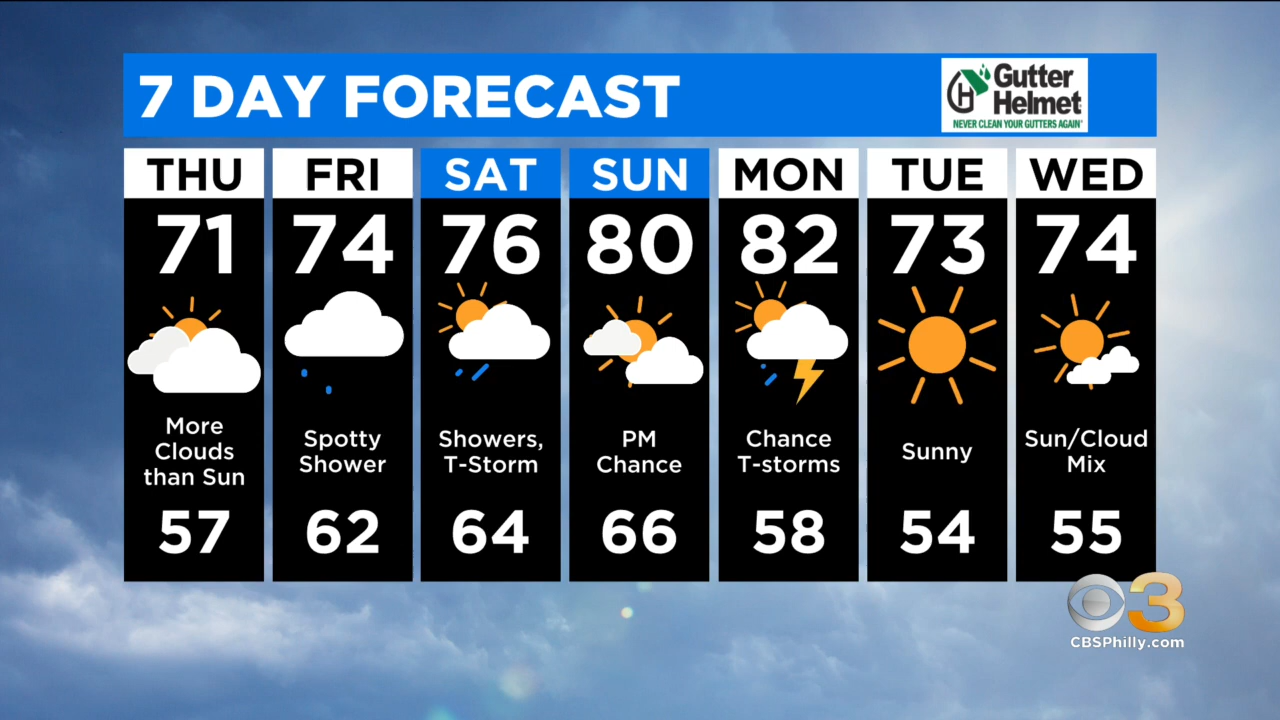 7 DAY FORECAST
Gutter
Helmet
NEVER CLEAN YOUR GUTTERS AGAIN
THU
71
More
Clouds
than Sun
57
FRI
74
Spotty
Shower
62
SAT
76
Showers,
T-Storm
64
SUN
80
PM
Chance
66
MON
82
Chance
T-storms
58
TUE
73
Sunny
54
WED
74
Sun/Cloud
Mix
55
3
CBSPhilly.com